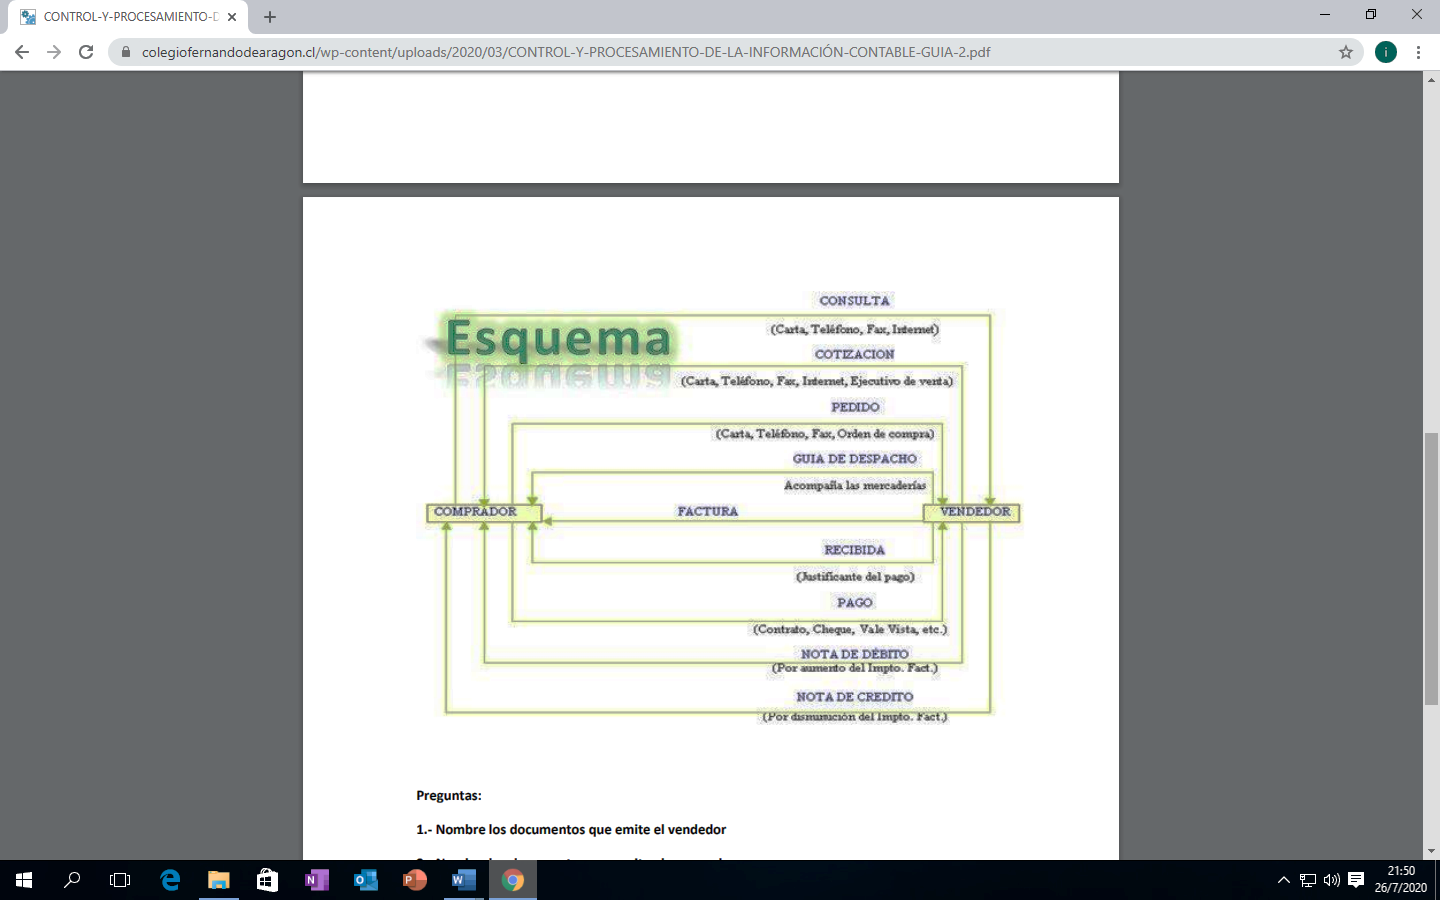 CONTROL-Y-PROCESAMIENTO-D
colegiofernandodearagon.cl/wp-content/uploads/2020/03/CONTROL-Y-PROCESAMIENTO-DE-LA-INFORMACIÓN-CONTABLE-GUIA-2.pdf
i
Esquema
CONSULTA
(Carta, Teléfono, Fax, Internet)
COTIZACION
(Carta, Teléfono, Fax, Internet, Ejecutivo de venta)
PEDIDO
(Carta, Teléfono, Fax, Orden de compra)
GUIA DE DESPACHO
Acompaña las mercaderías
COMPRADOR
FACTURA
VENDEDOR
RECIBIDA
(Justificante del pago)
PAGO
(Contrato, Cheque, Vale Vista, etc.)
NOTA DE DÉBITO
(Por aumento del Impto. Fact.)
NOTA DE CREDITO
(Por disminución del Impto. Fact.)
Preguntas:
1.- Nombre los documentos que emite el vendedor
21:50
26/7/2020